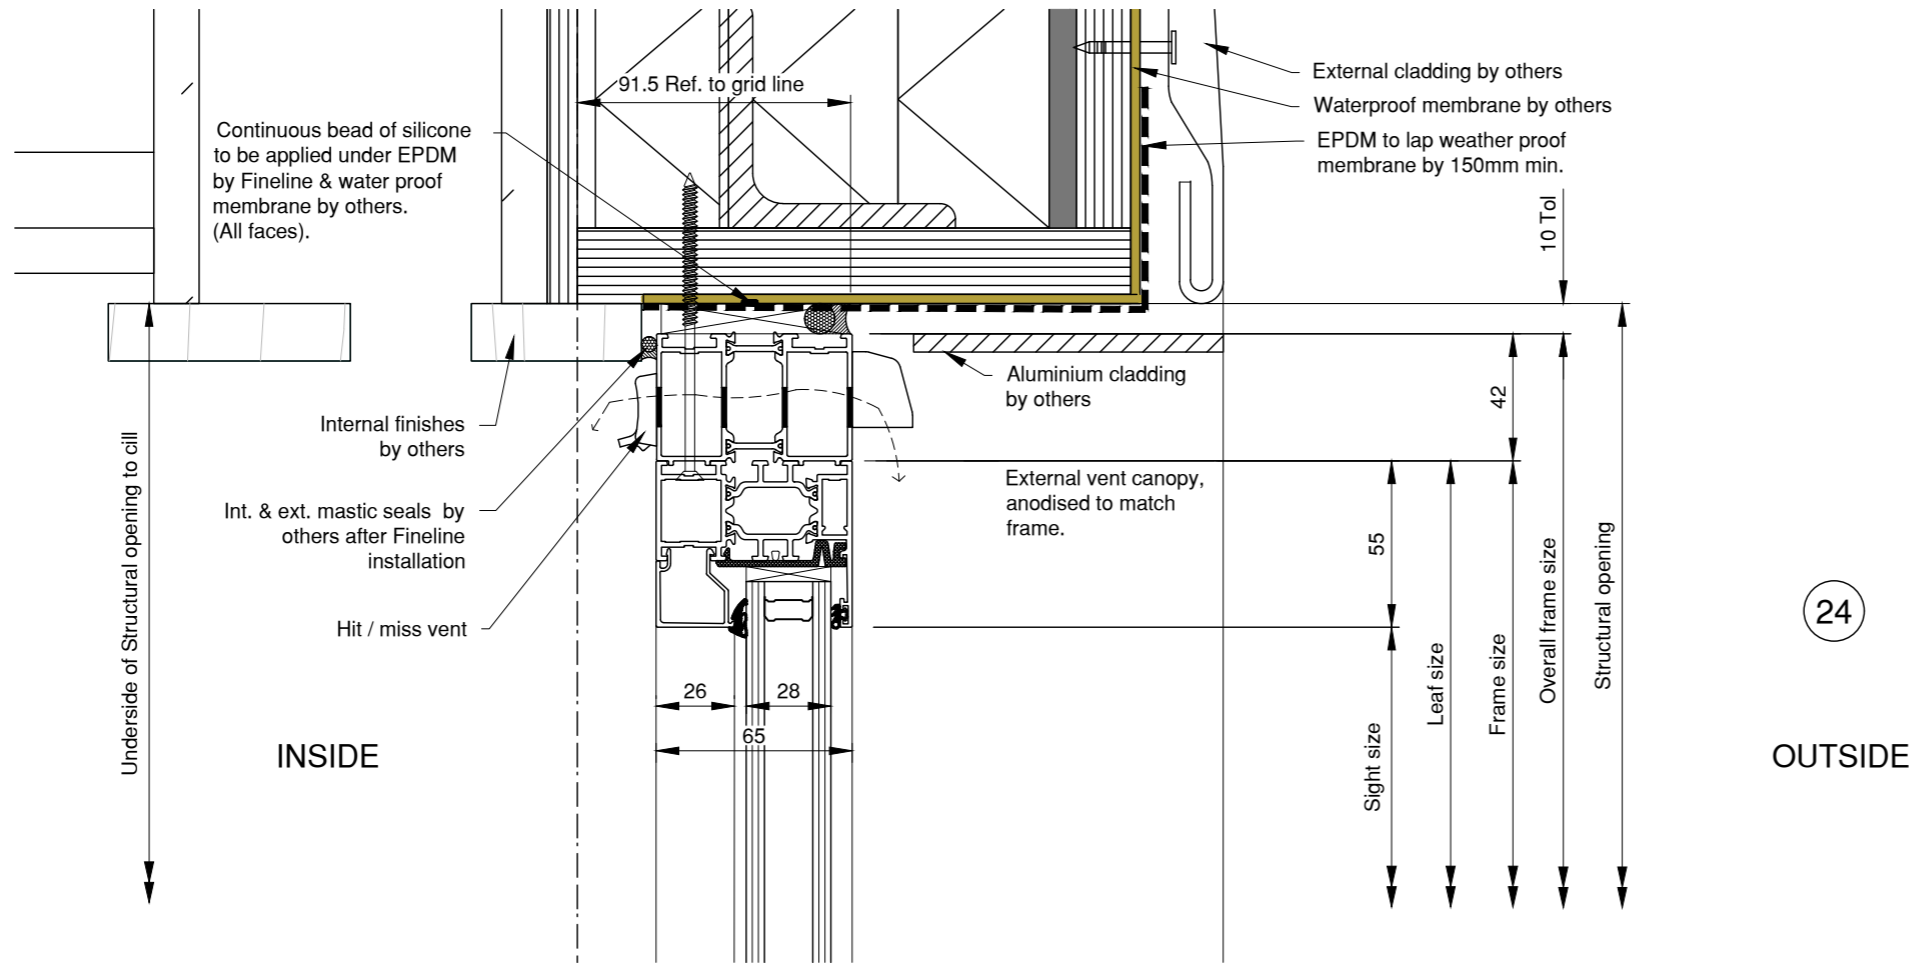 91.5 Ref. to grid line
Continuous bead of silicone
to be applied under EPDM
by Fineline & water proof
membrane by others.
(All faces).
External cladding by others
Waterproof membrane by others
EPDM to lap weather proof
membrane by 150mm min.
10 Tol
Aluminium cladding
by others
42
Internal finishes
by others
External vent canopy,
anodised to match
frame.
Int. & ext. mastic seals by
others after Fineline
installation
55
Hit / miss vent
Underside of Structural opening to cill
26
28
65
Sight size
Leaf size
Frame size
Overall frame size
Structural opening
24
INSIDE
OUTSIDE